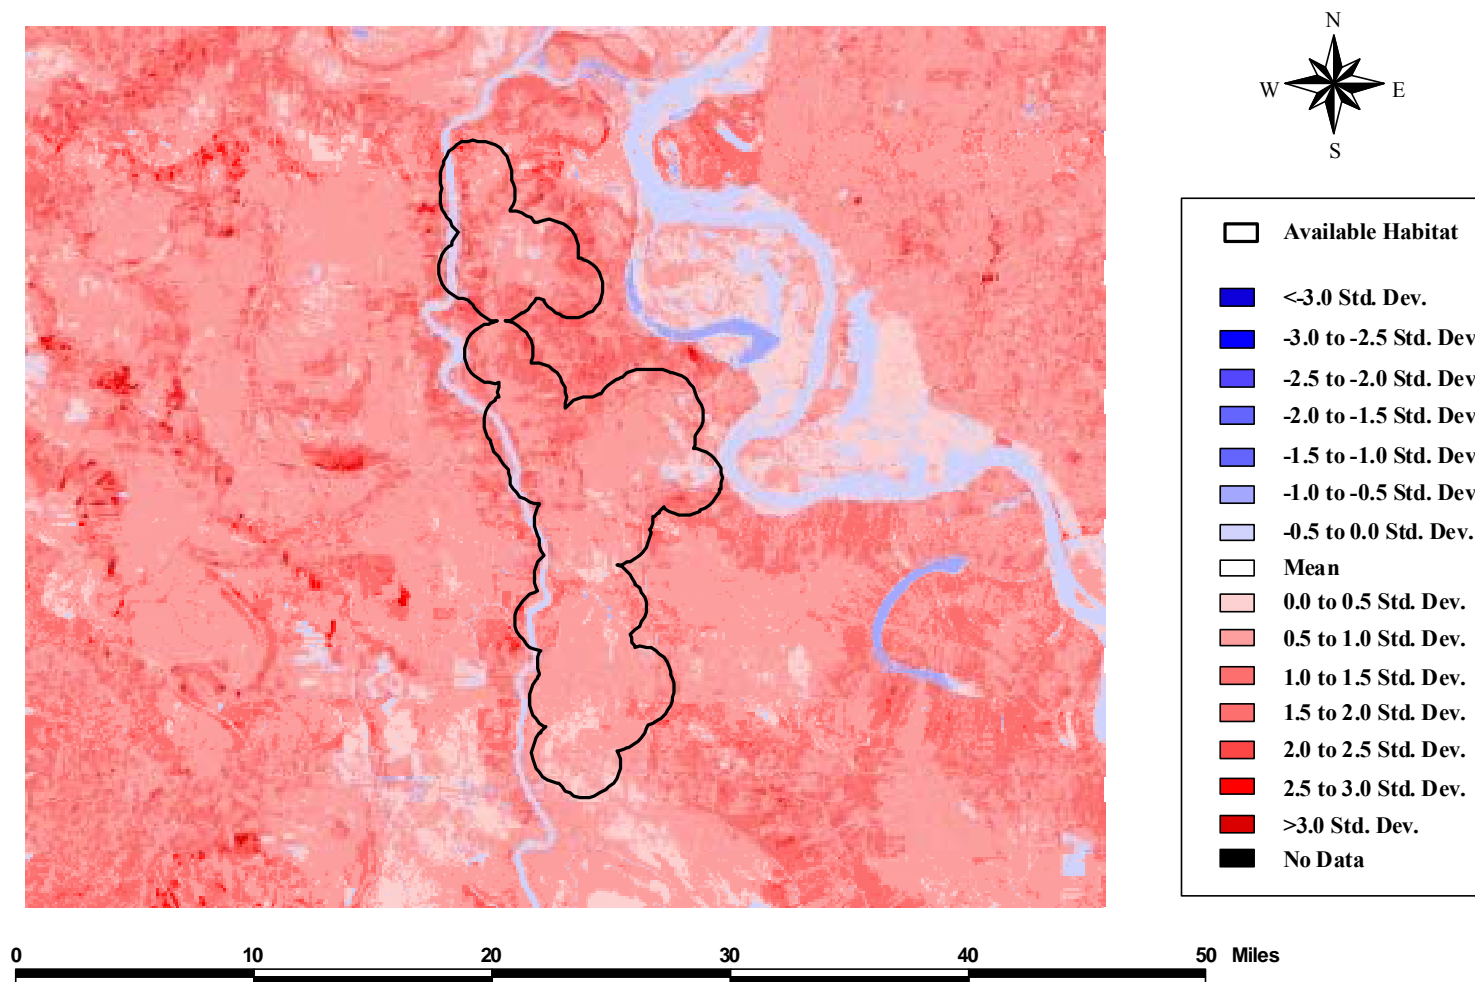 N
W E
S
Available Habitat
<-3.0 Std. Dev.
-3.0 to -2.5 Std. Dev
-2.5 to -2.0 Std. Dev
-2.0 to -1.5 Std. Dev
-1.5 to -1.0 Std. Dev
-1.0 to -0.5 Std. Dev
-0.5 to 0.0 Std. Dev.
Mean
0.0 to 0.5 Std. Dev.
0.5 to 1.0 Std. Dev.
1.0 to 1.5 Std. Dev.
1.5 to 2.0 Std. Dev.
2.0 to 2.5 Std. Dev.
2.5 to 3.0 Std. Dev.
>3.0 Std. Dev.
No Data
0 10 20 30 40 50 Miles